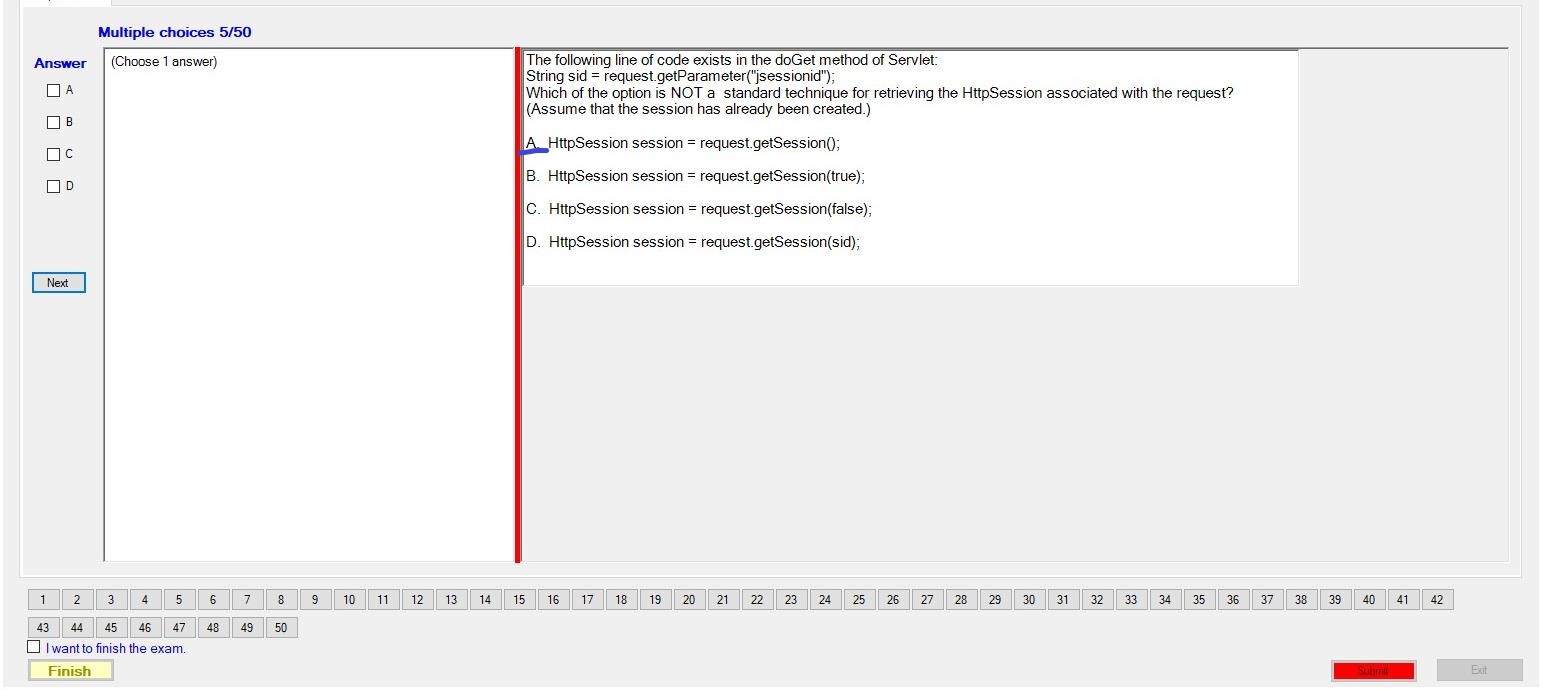 Multiple choices 5/50
Answer
(Choose 1 answer)
A
B
C
D
Next
The following line of code exists in the doGet method of Servlet:
String sid = request.getParameter("jsessionid");
Which of the option is NOT a  standard technique for retrieving the HttpSession associated with the request?
(Assume that the session has already been created.)
A.  HttpSession session = request.getSession();
B.  HttpSession session = request.getSession(true);
C.  HttpSession session = request.getSession(false);
D.  HttpSession session = request.getSession(sid);
1 2 3 4 5 6 7 8 9 10 11 12 13 14 15 16 17 18 19 20 21 22 23 24 25 26 27 28 29 30 31 32 33 34 35 36 37 38 39 40 41 42
43 44 45 46 47 48 49 50
I want to finish the exam.
Finish
Submit
Exit